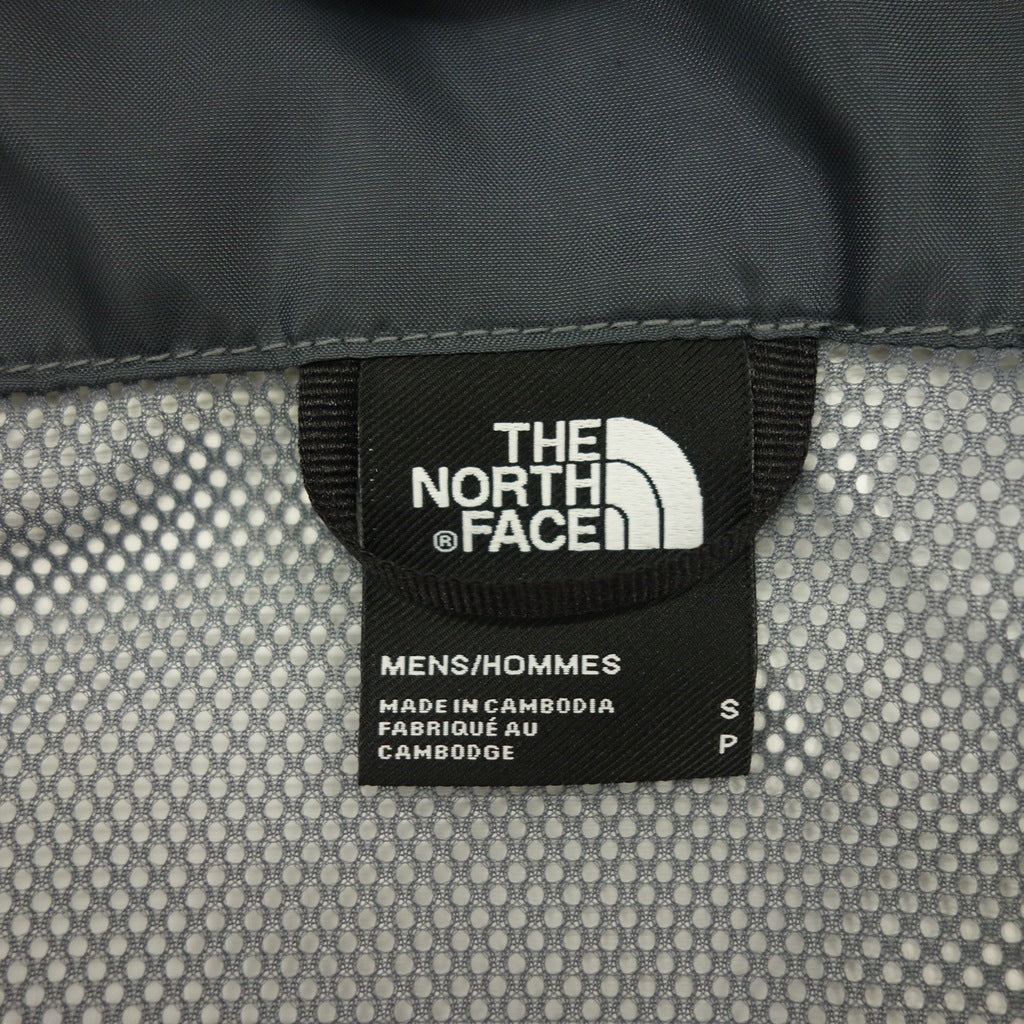 THE
NORTH
®FACE
MENS/HOMMES
MADE IN CAMBODIA
FABRIQUÉ AU
CAMBODGE
S
P